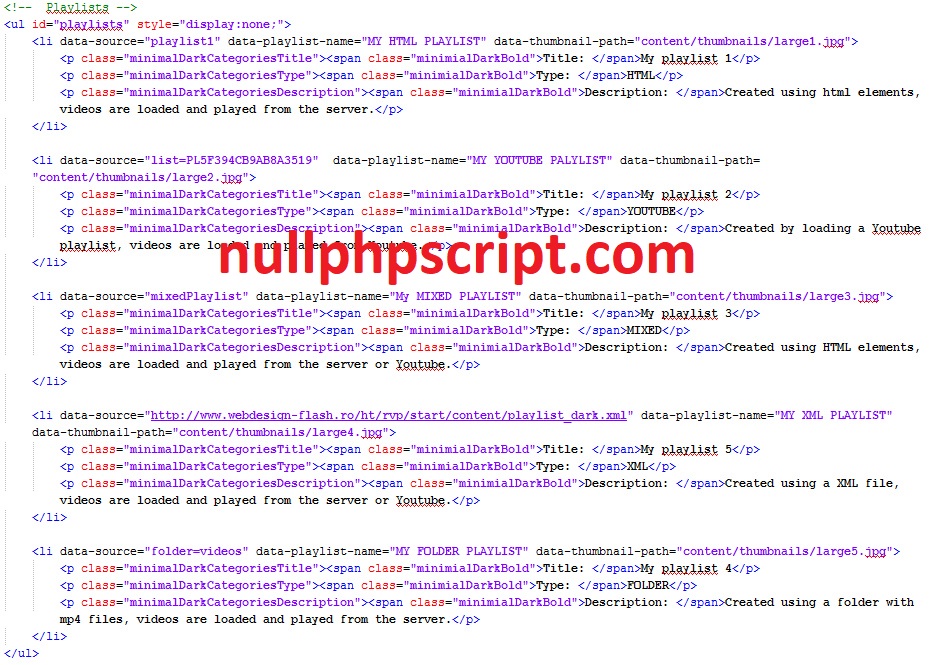 <!--  Playlists -->
<ul id="playlists" style="display:none;">
<li data-source="playlist1" data-playlist-name="MY HTML PLAYLIST" data-thumbnail-path="content/thumbnails/large1.jpg">
<p class="minimalDarkCategoriesTitle"><span class="minimialDarkBold">Title: </span>My playlist 1</p>
<p class="minimalDarkCategoriesType"><span class="minimialDarkBold">Type: </span>HTML</p>
<p class="minimalDarkCategoriesDescription"><span class="minimialDarkBold">Description: </span>Created using html elements,
videos are loaded and played from the server.</p>
</li>
<li data-source="list=PL5F394CB9AB8A3519"  data-playlist-name="MY YOUTUBE PALYLIST" data-thumbnail-path=
"content/thumbnails/large2.jpg">
<p class="minimalDarkCategoriesTitle"><span class="minimialDarkBold">Title: </span>My playlist 2</p>
<p class="minimalDarkCategoriesType"><span class="minimialDarkBold">Type: </span>YOUTUBE</p>
<p class="minimalDarkCategoriesDescription"><span class="minimialDarkBold">Description: </span>Created by loading a Youtube
playlist, videos are loaded and played from Youtube.</p>
nullphpscript.com
</li>
<li data-source="mixedPlaylist" data-playlist-name="My MIXED PLAYLIST" data-thumbnail-path="content/thumbnails/large3.jpg">
<p class="minimalDarkCategoriesTitle"><span class="minimialDarkBold">Title: </span>My playlist 3</p>
<p class="minimalDarkCategoriesType"><span class="minimialDarkBold">Type: </span>MIXED</p>
<p class="minimalDarkCategoriesDescription"><span class="minimialDarkBold">Description: </span>Created using HTML elements,
videos are loaded and played from the server or Youtube.</p>
</li>
<li data-source="http://www.webdesign-flash.ro/ht/rvp/start/content/playlist_dark.xml" data-playlist-name="MY XML PLAYLIST"
data-thumbnail-path="content/thumbnails/large4.jpg">
<p class="minimalDarkCategoriesTitle"><span class="minimialDarkBold">Title: </span>My playlist 5</p>
<p class="minimalDarkCategoriesType"><span class="minimialDarkBold">Type: </span>XML</p>
<p class="minimalDarkCategoriesDescription"><span class="minimialDarkBold">Description: </span>Created using a XML file,
videos are loaded and played from the server or Youtube.</p>
</li>
<li data-source="folder=videos" data-playlist-name="MY FOLDER PLAYLIST" data-thumbnail-path="content/thumbnails/large5.jpg">
<p class="minimalDarkCategoriesTitle"><span class="minimialDarkBold">Title: </span>My playlist 4</p>
<p class="minimalDarkCategoriesType"><span class="minimialDarkBold">Type: </span>FOLDER</p>
<p class="minimalDarkCategoriesDescription"><span class="minimialDarkBold">Description: </span>Created using a folder with
mp4 files, videos are loaded and played from the server.</p>
</li>
</ul>